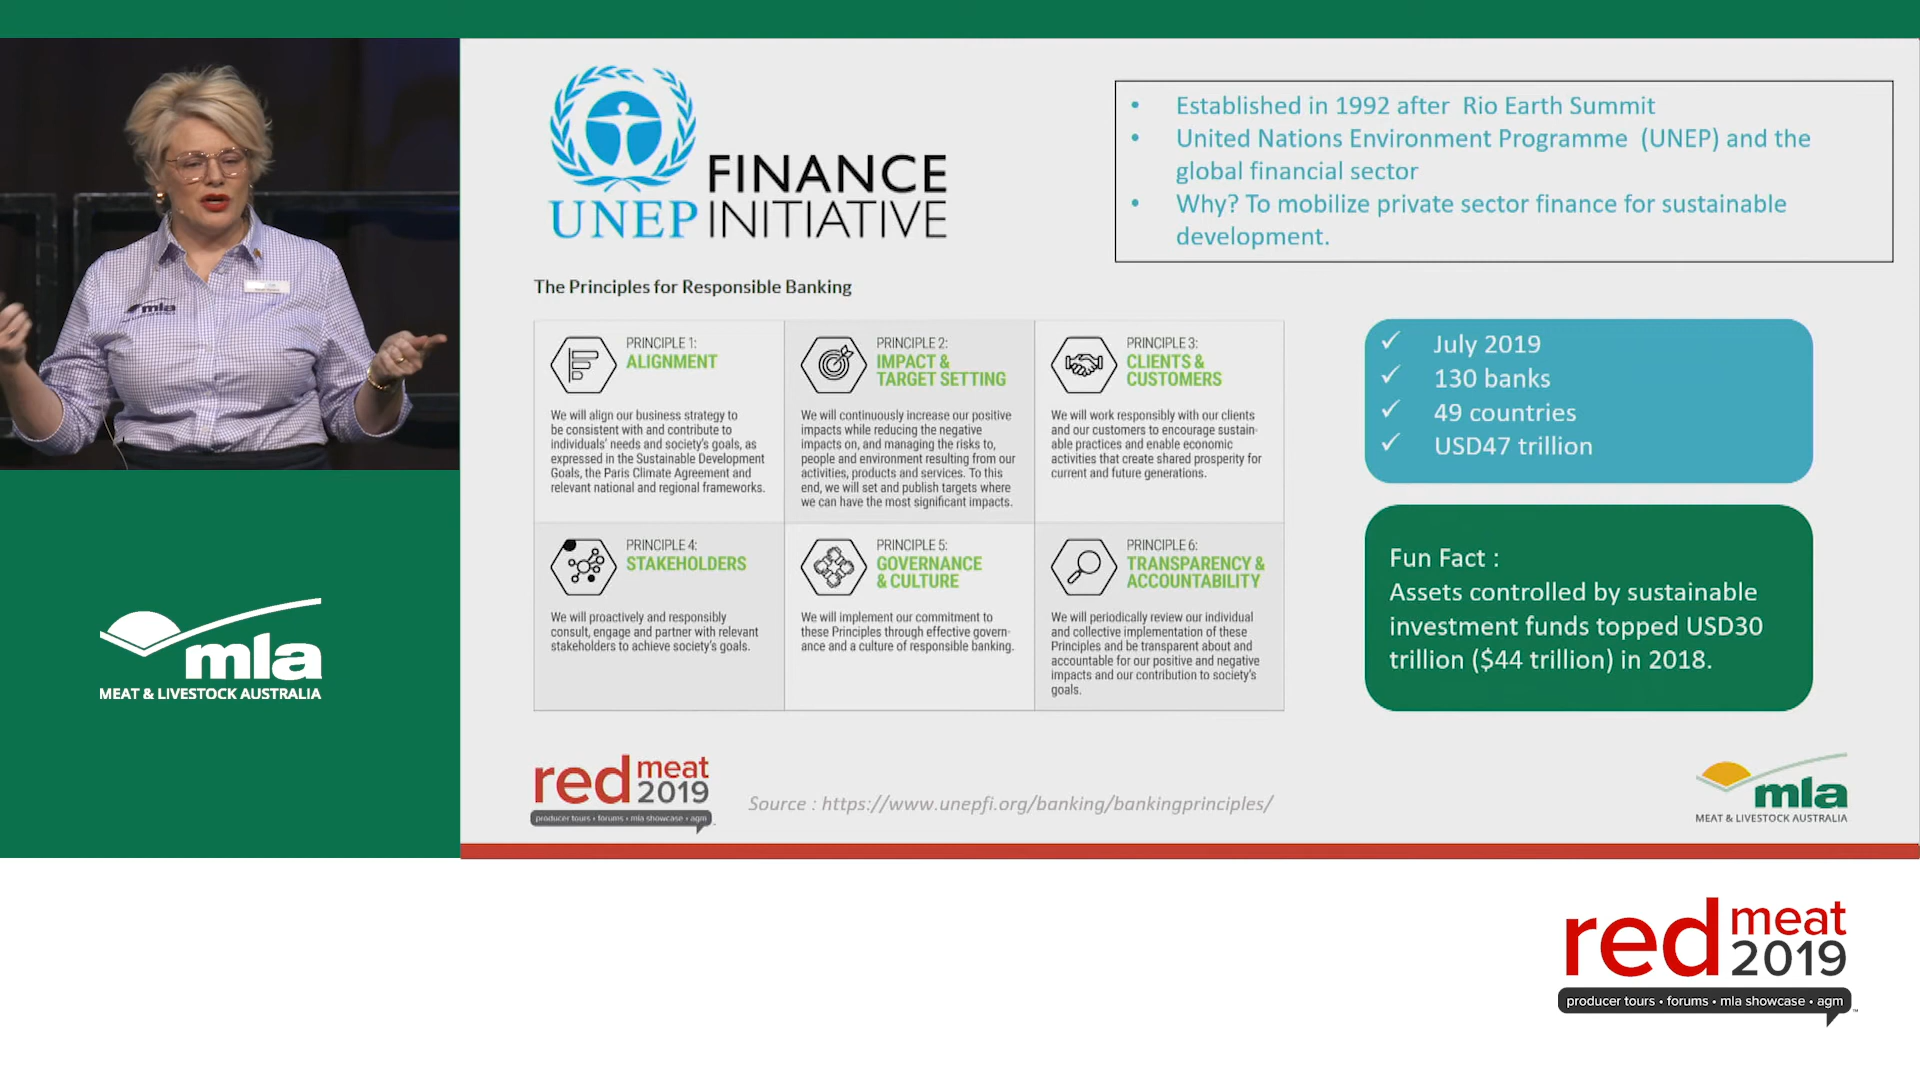 mla
mla
MEAT & LIVESTOCK AUSTRALIA
UNEP
FINANCE
INITIATIVE
• Established in 1992 after Rio Earth Summit
• United Nations Environment Programme (UNEP) and the
global financial sector
• Why? To mobilize private sector finance for sustainable
development.
The Principles for Responsible Banking
PRINCIPLE 1:
ALIGNMENT
We will align our business strategy to
be consistent with and contribute to
individuals' needs and society's goals, as
expressed in the Sustainable Development
Goals, the Paris Climate Agreement and
relevant national and regional frameworks.
PRINCIPLE 2:
IMPACT &
TARGET SETTING
We will continuously increase our positive
impacts while reducing the negative
impacts on, and managing the risks to,
people and environment resulting from our
activities, products and services. To this
end, we will set and publish targets where
we can have the most significant impacts.
PRINCIPLE 3:
CLIENTS &
CUSTOMERS
We will work responsibly with our clients
and our customers to encourage sustain-
able practices and enable economic
activities that create shared prosperity for
current and future generations.
PRINCIPLE 4:
STAKEHOLDERS
We will proactively and responsibly
consult, engage and partner with relevant
stakeholders to achieve society's goals.
PRINCIPLE 5:
GOVERNANCE
& CULTURE
We will implement our commitment to
these Principles through effective govern-
ance and a culture of responsible banking.
PRINCIPLE 6:
TRANSPARENCY &
ACCOUNTABILITY
We will periodically review our individual
and collective implementation of these
Principles and be transparent about and
accountable for our positive and negative
impacts and our contribution to society's
goals.
✓ July 2019
✓ 130 banks
✓ 49 countries
✓ USD47 trillion
Fun Fact :
Assets controlled by sustainable
investment funds topped USD30
trillion ($44 trillion) in 2018.
red meat 2019
producer tours • forums • mla showcase • agm
Source : https://www.unepfi.org/banking/bankingprinciples/
mla
MEAT & LIVESTOCK AUSTRALIA
red meat 2019
producer tours • forums • mla showcase • agm